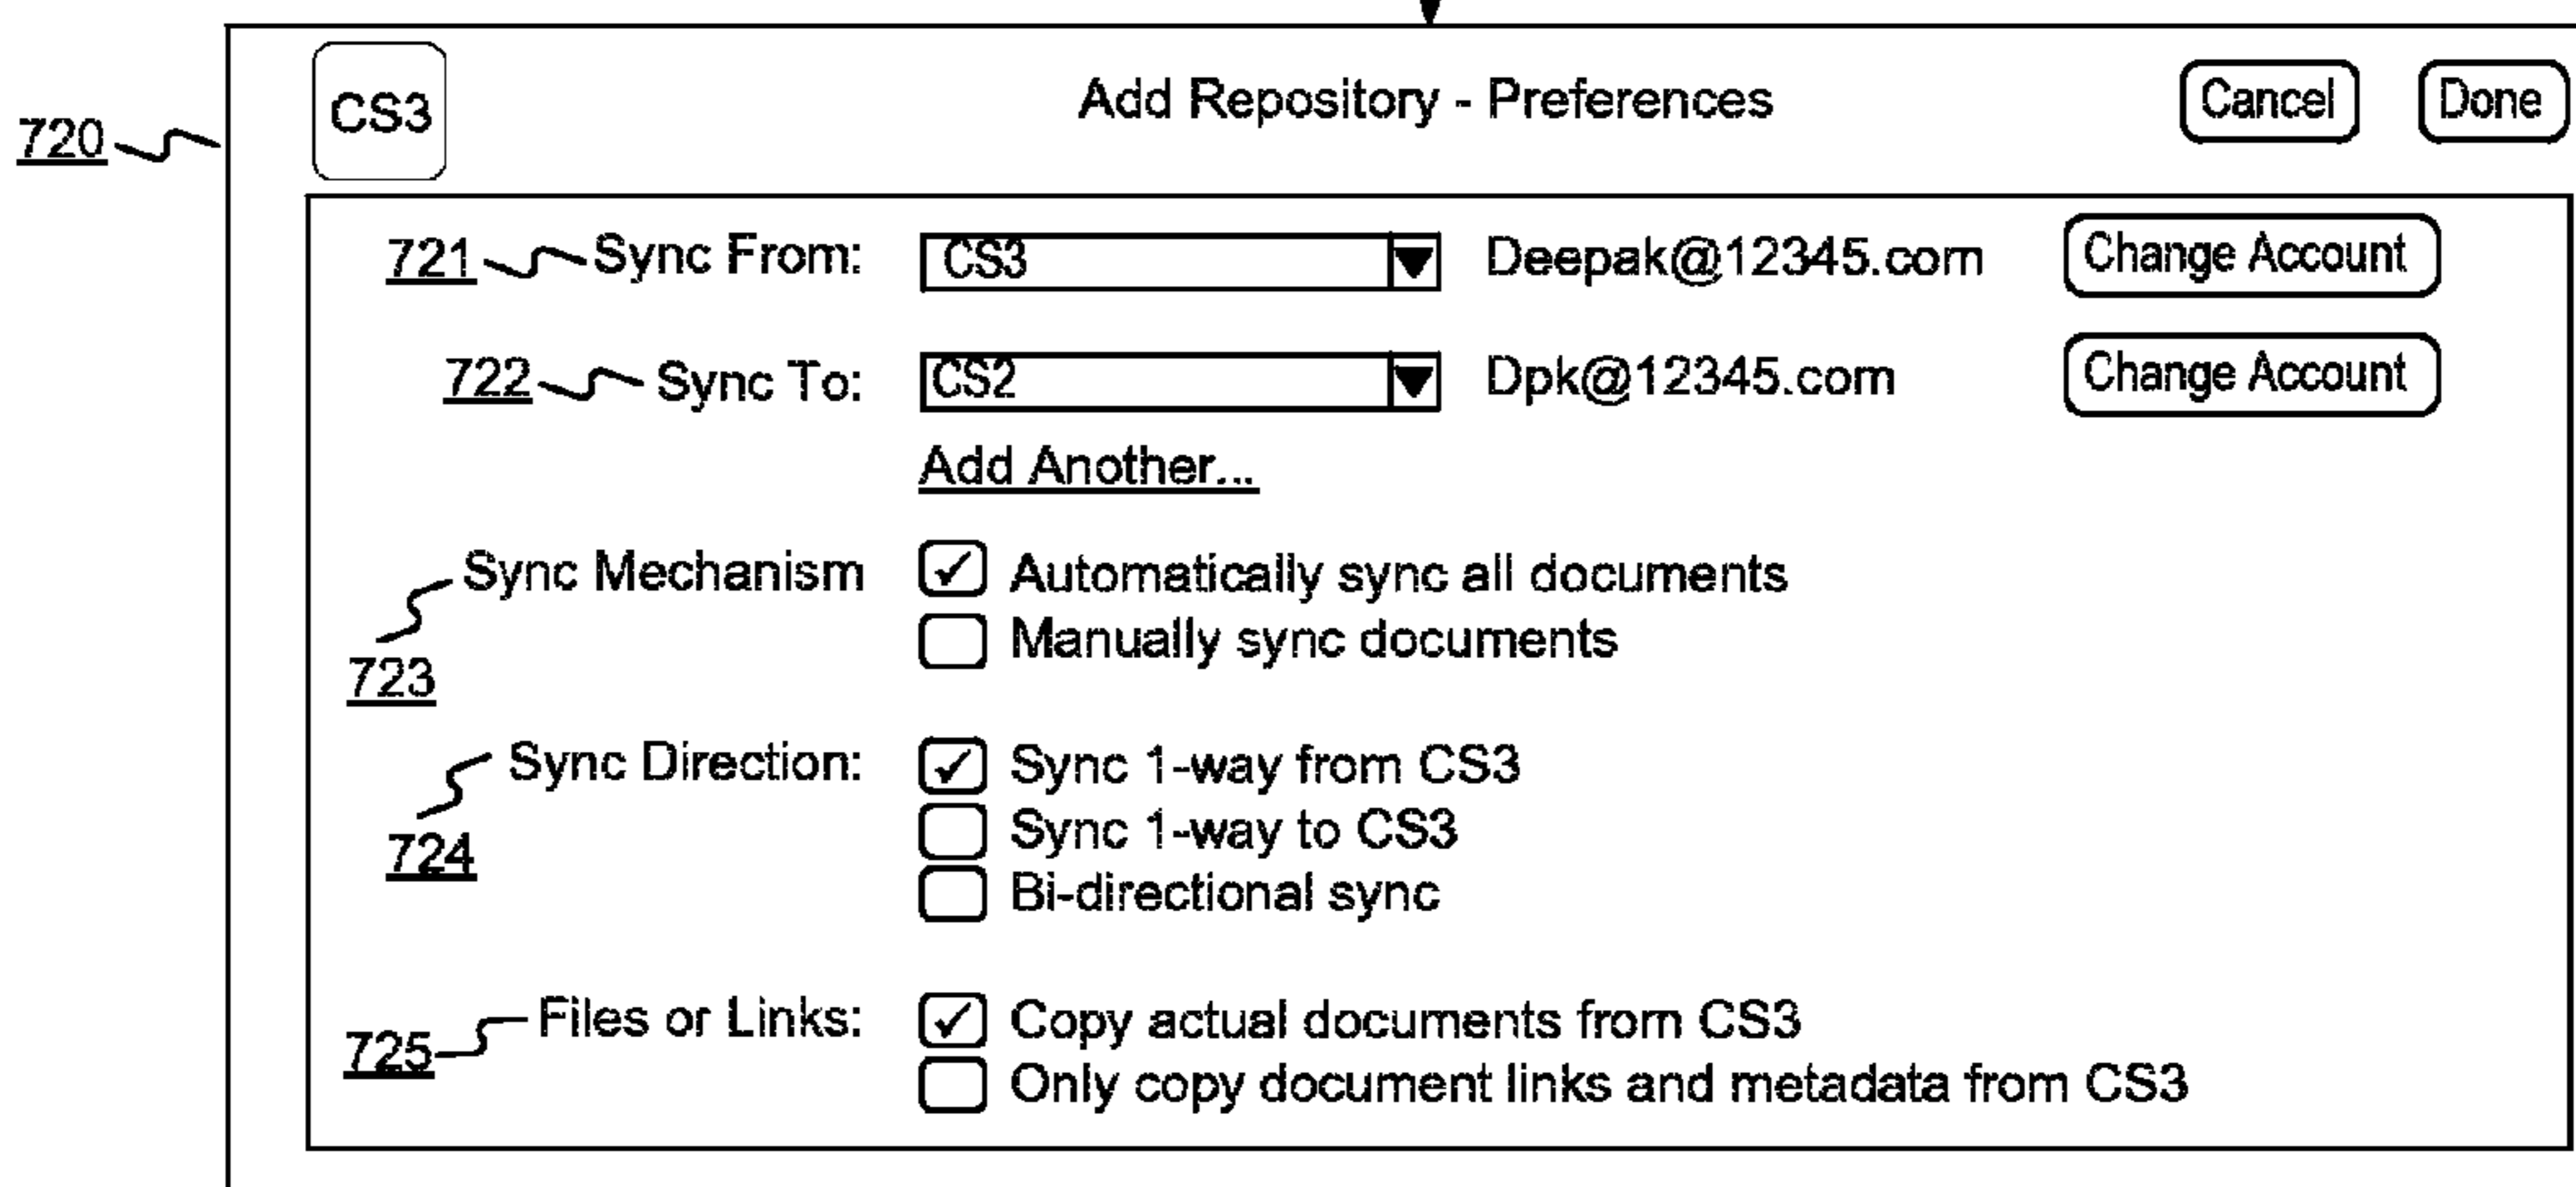 CS3 Add Repository - Preferences Cancel Done
720
721 Sync From: CS3 Deepak@12345.com Change Account
722 Sync To: CS2 Dpk@12345.com Change Account
Add Another...
Sync Mechanism Automatically sync all documents
Manually sync documents
723
Sync Direction: Sync 1-way from CS3
Sync 1-way to CS3
724
Bi-directional sync
Files or Links: Copy actual documents from CS3
725
Only copy document links and metadata from CS3